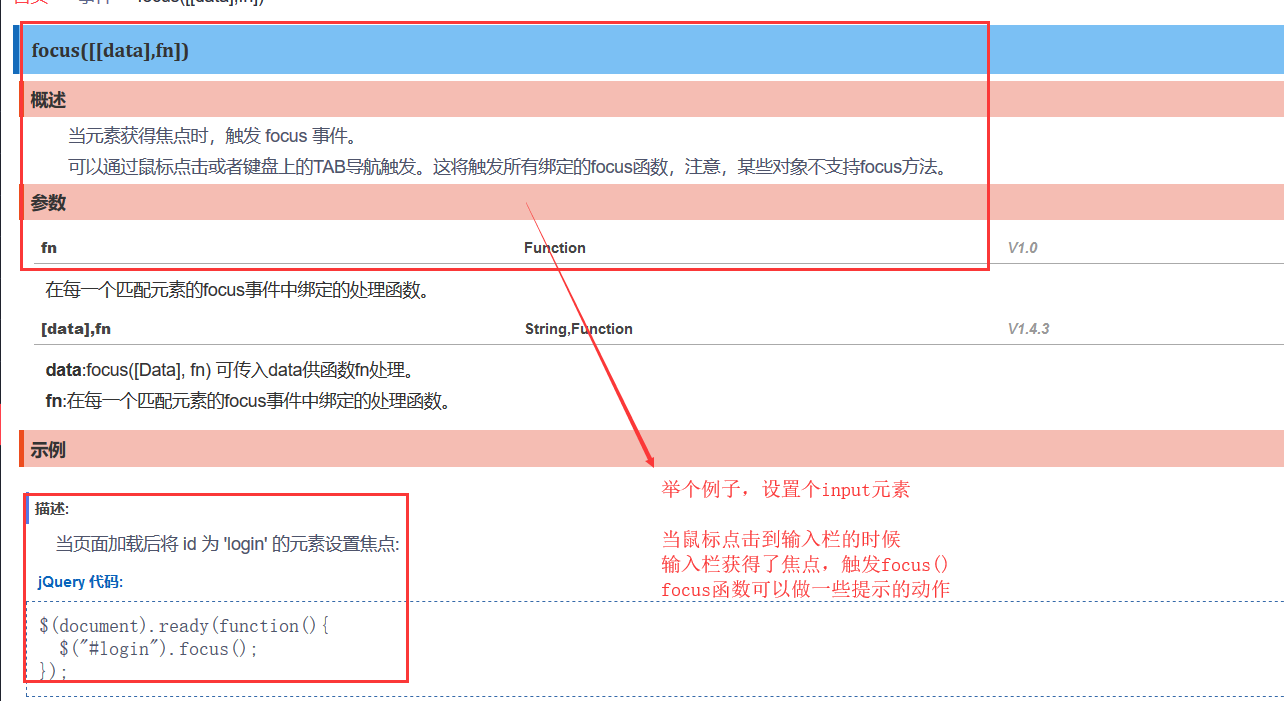 首页 事件 focus([[data],fn])
focus([[data],fn])
概述
当元素获得焦点时，触发 focus 事件。
可以通过鼠标点击或者键盘上的TAB导航触发。这将触发所有绑定的focus函数，注意，某些对象不支持focus方法。
参数
fn Function V1.0
在每一个匹配元素的focus事件中绑定的处理函数。
[data],fn String,Function V1.4.3
data:focus([Data], fn) 可传入data供函数fn处理。
fn:在每一个匹配元素的focus事件中绑定的处理函数。
示例
描述:
当页面加载后将 id 为 'login' 的元素设置焦点:
jQuery 代码:
$(document).ready(function(){
$("#login").focus();
});
举个例子，设置个input元素
当鼠标点击到输入栏的时候
输入栏获得了焦点，触发focus()
focus函数可以做一些提示的动作